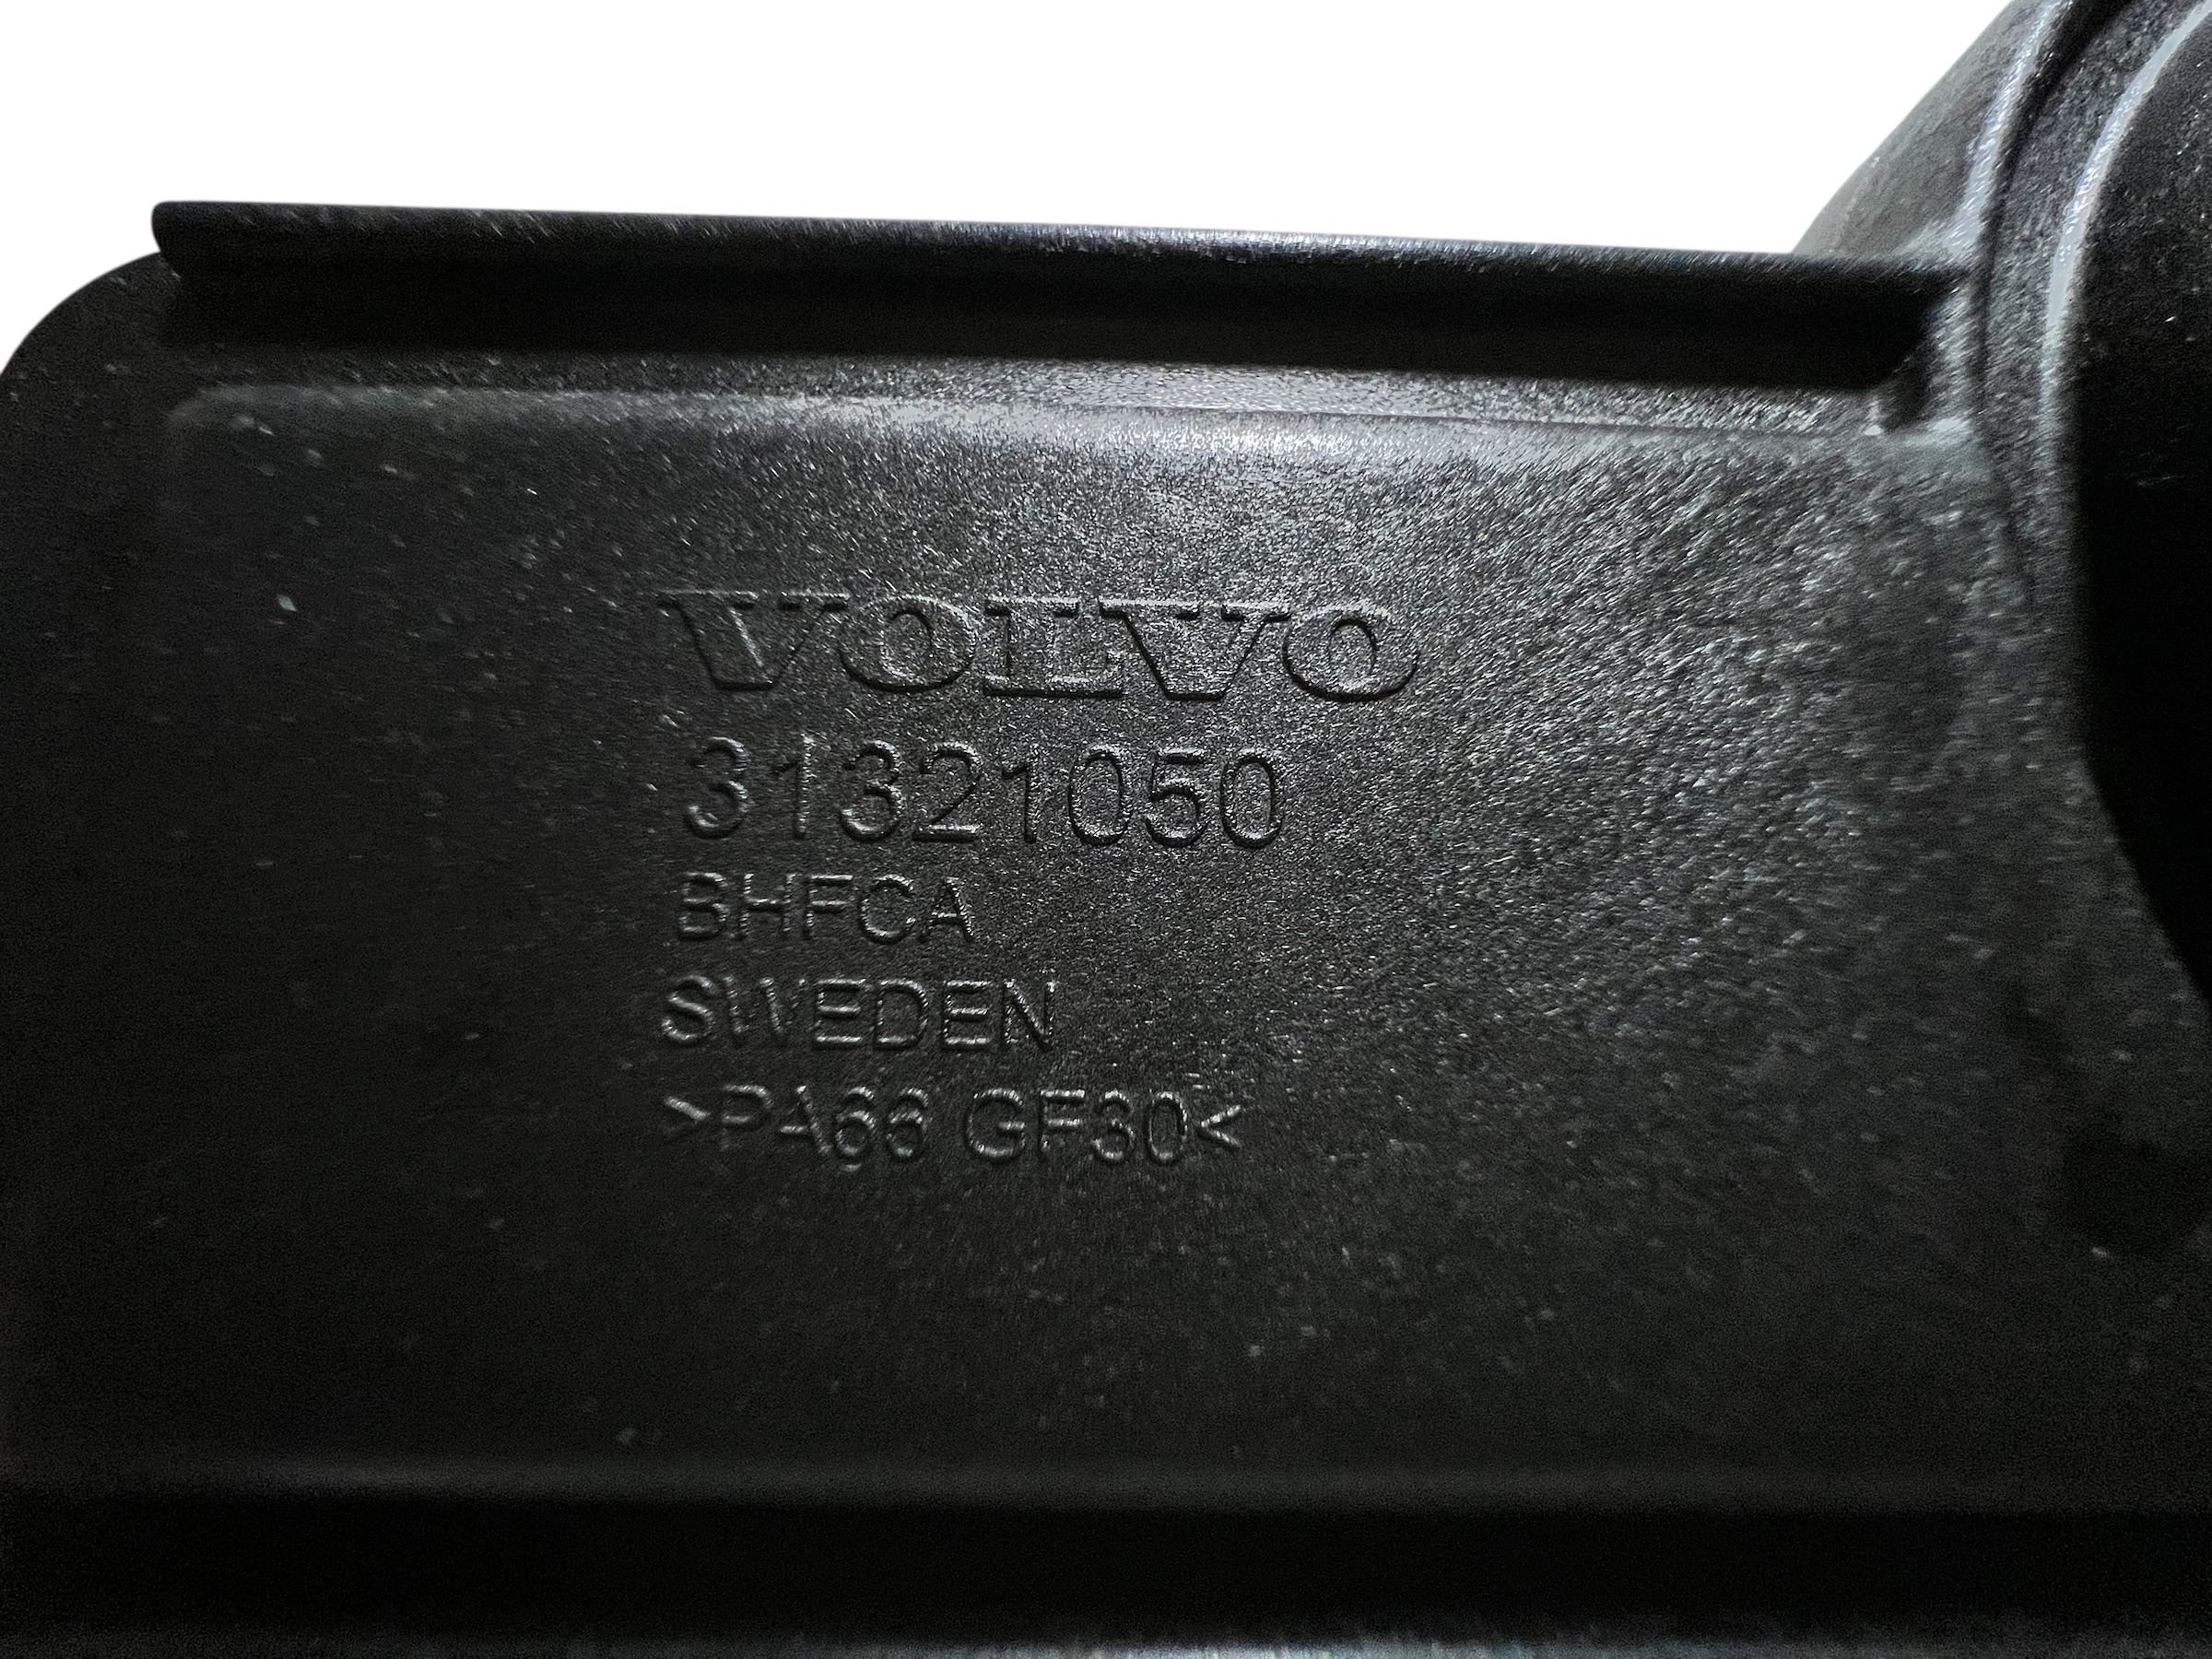 VOLVO
31321050
BHFCA
SWEDEN
>PA66 GF30<